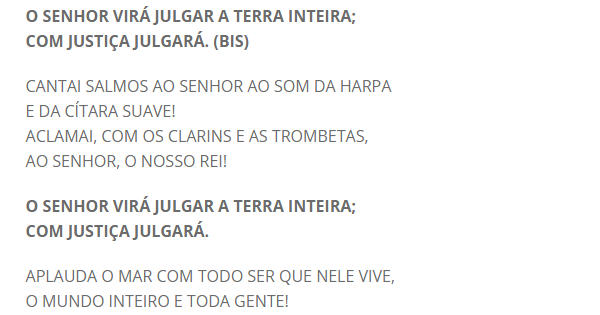 O SENHOR VIRÁ JULGAR A TERRA INTEIRA;
COM JUSTIÇA JULGARÁ. (BIS)
CANTAI SALMOS AO SENHOR AO SOM DA HARPA
E DA CÍTARA SUAVE!
ACLAMAI, COM OS CLARINS E AS TROMBETAS,
AO SENHOR, O NOSSO REI!
O SENHOR VIRÁ JULGAR A TERRA INTEIRA;
COM JUSTIÇA JULGARÁ.
APLAUDA O MAR COM TODO SER QUE NELE VIVE,
O MUNDO INTEIRO E TODA GENTE!